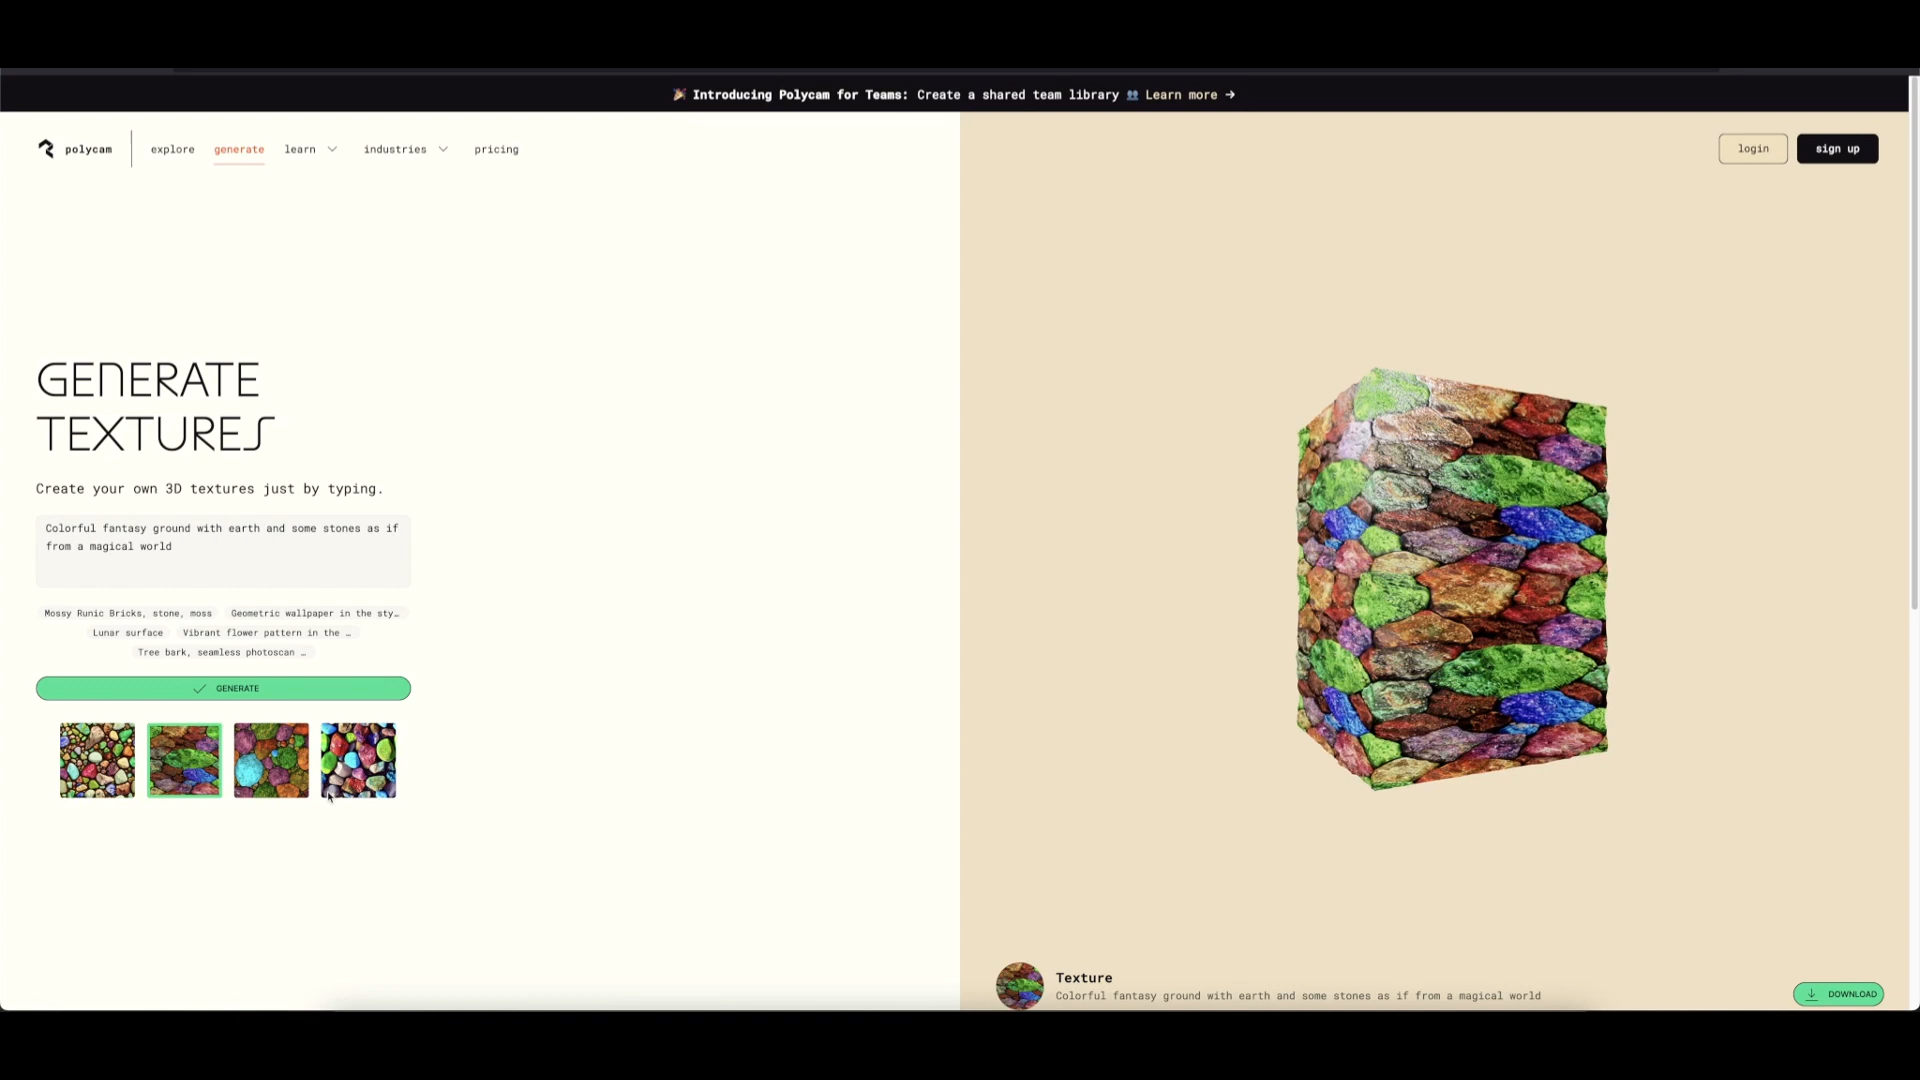 🎉 Introducing Polycam for Teams: Create a shared team library 👥 Learn more →
polycam
explore generate learn industries pricing
login sign up
GENERATE
TEXTURES
Create your own 3D textures just by typing.
Colorful fantasy ground with earth and some stones as if
from a magical world
Mossy Runic Bricks, stone, moss Geometric wallpaper in the sty…
Lunar surface Vibrant flower pattern in the …
Tree bark, seamless photoscan …
GENERATE
Texture
Colorful fantasy ground with earth and some stones as if from a magical world
DOWNLOAD